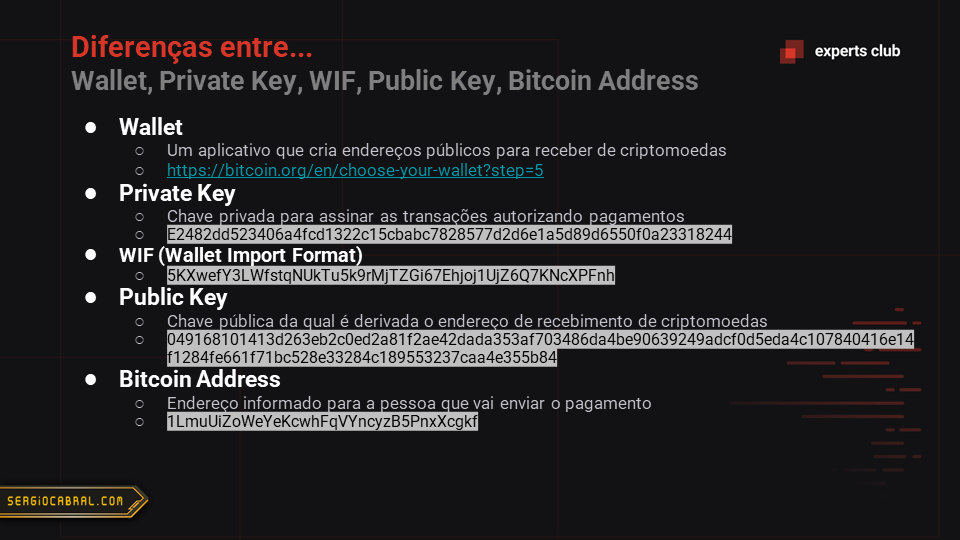 Diferenças entre...
experts club
Wallet, Private Key, WIF, Public Key, Bitcoin Address
● Wallet
○ Um aplicativo que cria endereços públicos para receber de criptomoedas
○ https://bitcoin.org/en/choose-your-wallet?step=5
● Private Key
○ Chave privada para assinar as transações autorizando pagamentos
○ E2482dd523406a4fcd1322c15cbabc7828577d2d6e1a5d89d6550f0a23318244
● WIF (Wallet Import Format)
○ 5KXwefY3LWfstqNUkTu5k9rMjTZGi67Ehjoj1UjZ6Q7KNcXPFnh
● Public Key
○ Chave pública da qual é derivada o endereço de recebimento de criptomoedas
○ 049168101413d263eb2c0ed2a81f2ae42dada353af703486da4be90639249adcf0d5eda4c107840416e14
f1284fe661f71bc528e33284c189553237caa4e355b84
● Bitcoin Address
○ Endereço informado para a pessoa que vai enviar o pagamento
○ 1LmuUiZoWeYeKcwhFqVYncyzB5PnxXcgkf
SERGIOCABRAL.COM